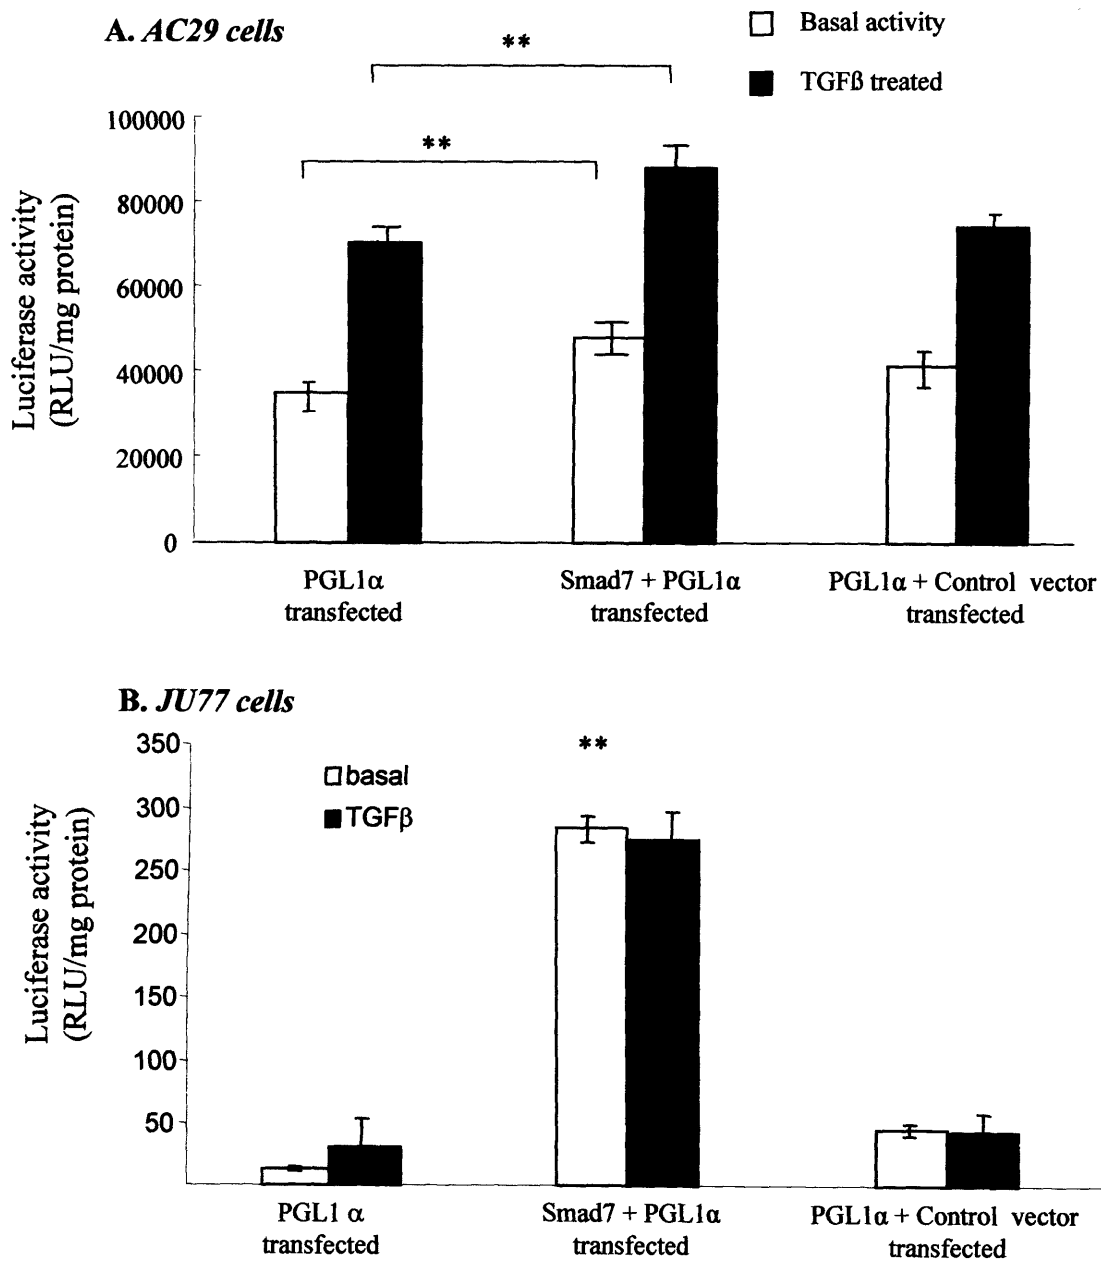 A. AC29 cells
**
Basal activity
TGFß treated
**
100000
80000
60000
40000
20000
0
Luciferase activity
(RLU/mg protein)
PGL1α
transfected
Smad7 + PGL1α
transfected
PGL1α + Control vector
transfected
B. JU77 cells
350
300
250
200
150
100
50
**
basal
TGFβ
Luciferase activity
(RLU/mg protein)
PGL1 α
transfected
Smad7 + PGL1α
transfected
PGL1α + Control vector
transfected